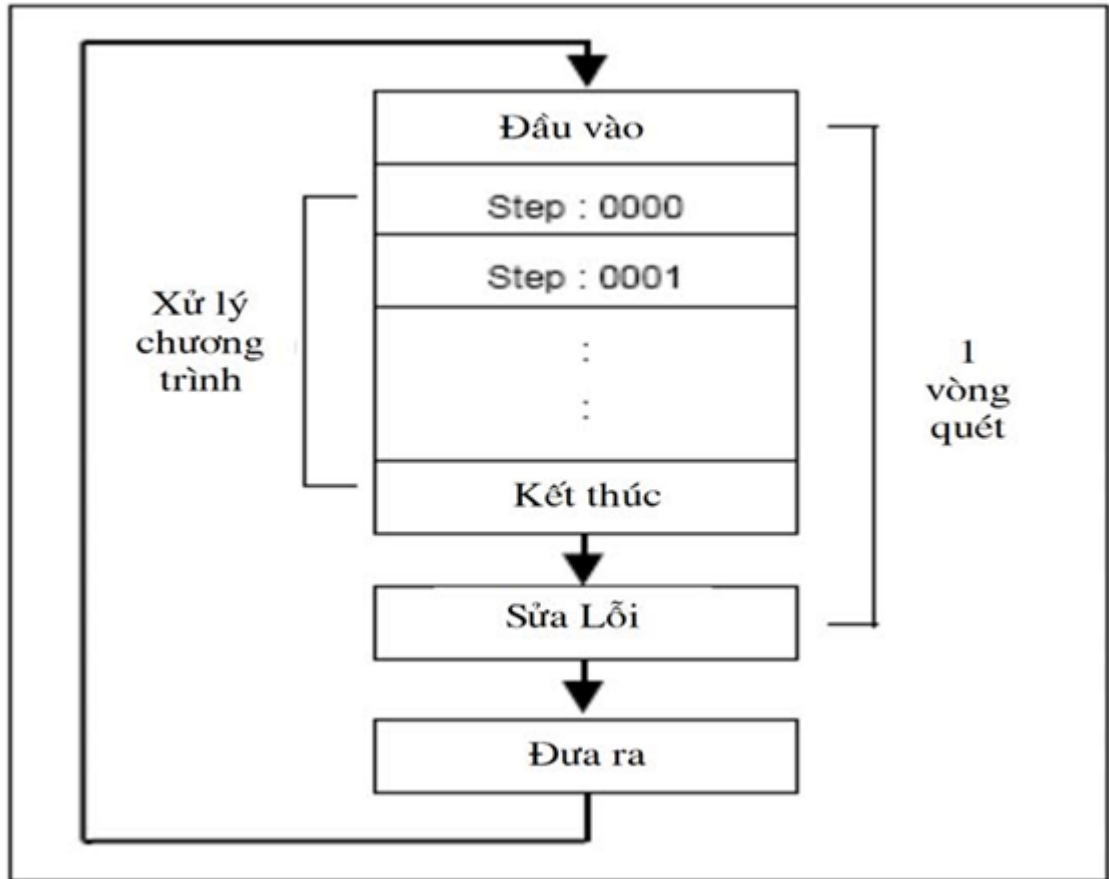 Đầu vào
Step : 0000
Step : 0001
:
:
Kết thúc
Sửa Lỗi
Đưa ra
Xử lý
chương
trình
1
vòng
quét